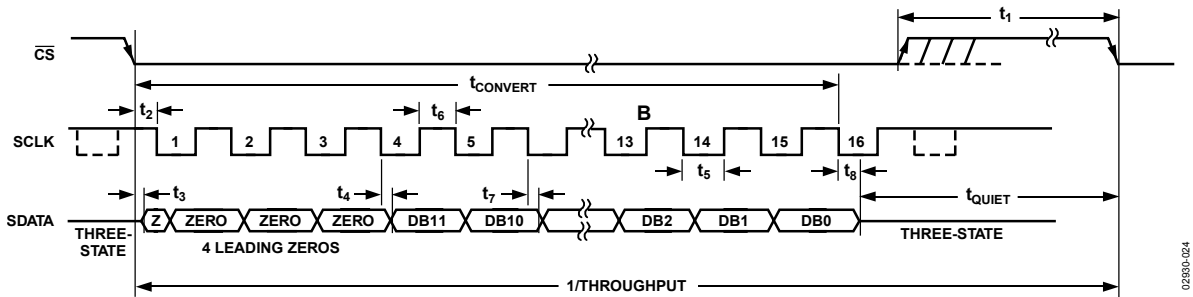 t1
CS
tCONVERT
t2
t6
B
SCLK
1 2 3 4 5 13 14 15 16
t3
t4
t7
t5
t8
tQUIET
SDATA
Z ZERO ZERO ZERO DB11 DB10 DB2 DB1 DB0
THREE-
STATE
4 LEADING ZEROS
THREE-STATE
1/THROUGHPUT
02930-024